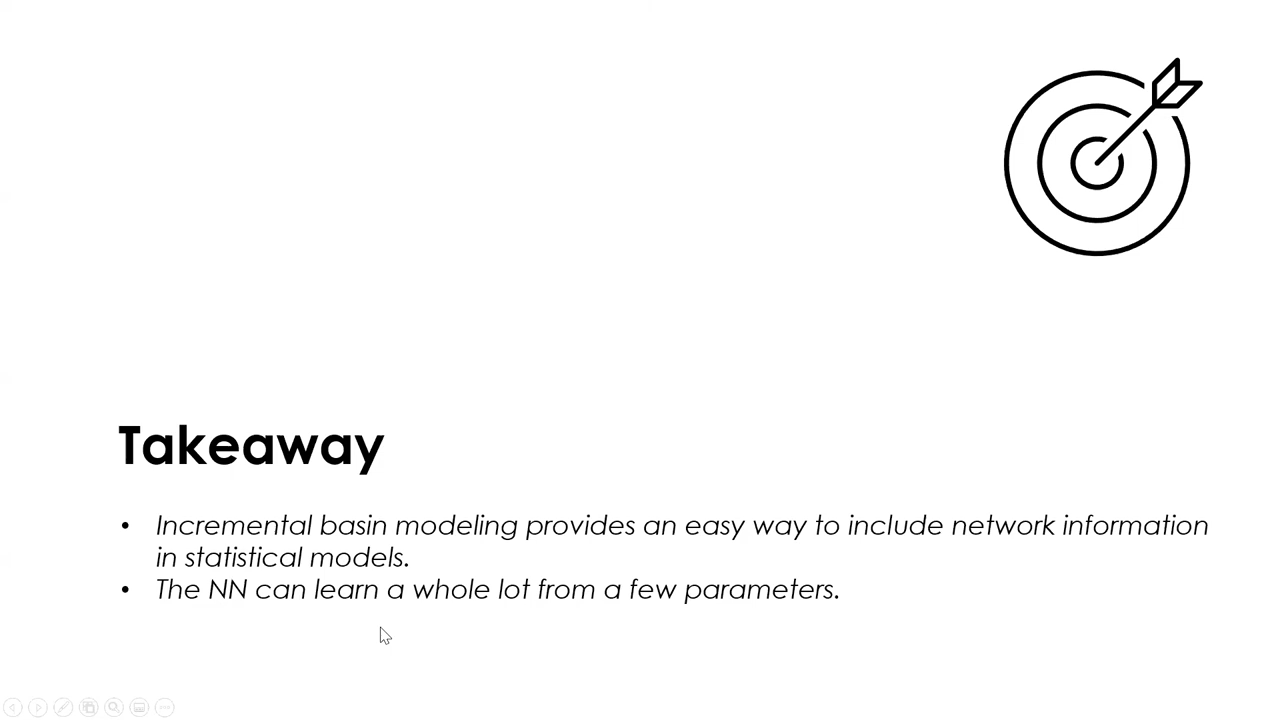 Takeaway
• Incremental basin modeling provides an easy way to include network information
in statistical models.
• The NN can learn a whole lot from a few parameters.